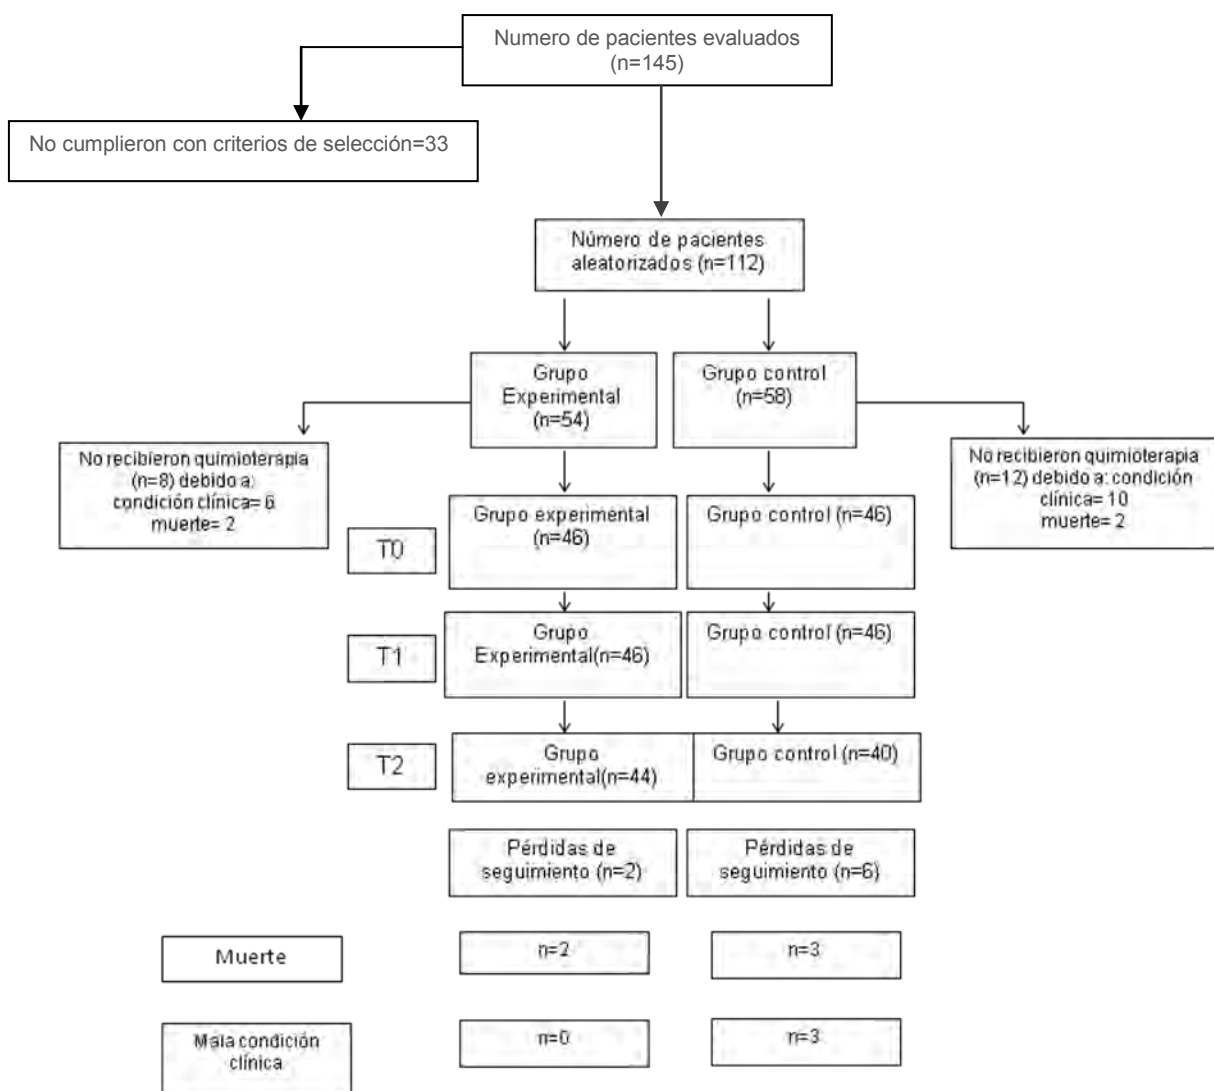 Numero de pacientes evaluados
(n=145)
No cumplieron con criterios de selección=33
Número de pacientes
aleatorizados (n=112)
Grupo
Experimental
(n=54)
Grupo control
(n=58)
No recibieron quimioterapia
(n=8) debido a:
condición clínica= 6
muerte= 2
No recibieron quimioterapia
(n=12) debido a: condición
clínica= 10
muerte= 2
T0
Grupo experimental
(n=46)
Grupo control (n=46)
T1
Grupo
Experimental(n=46)
Grupo control (n=46)
T2
Grupo
experimental(n=44)
Grupo control (n=40)
Pérdidas de
seguimiento (n=2)
Pérdidas de
seguimiento (n=6)
Muerte
n=2
n=3
Mala condición
clínica
n=0
n=3